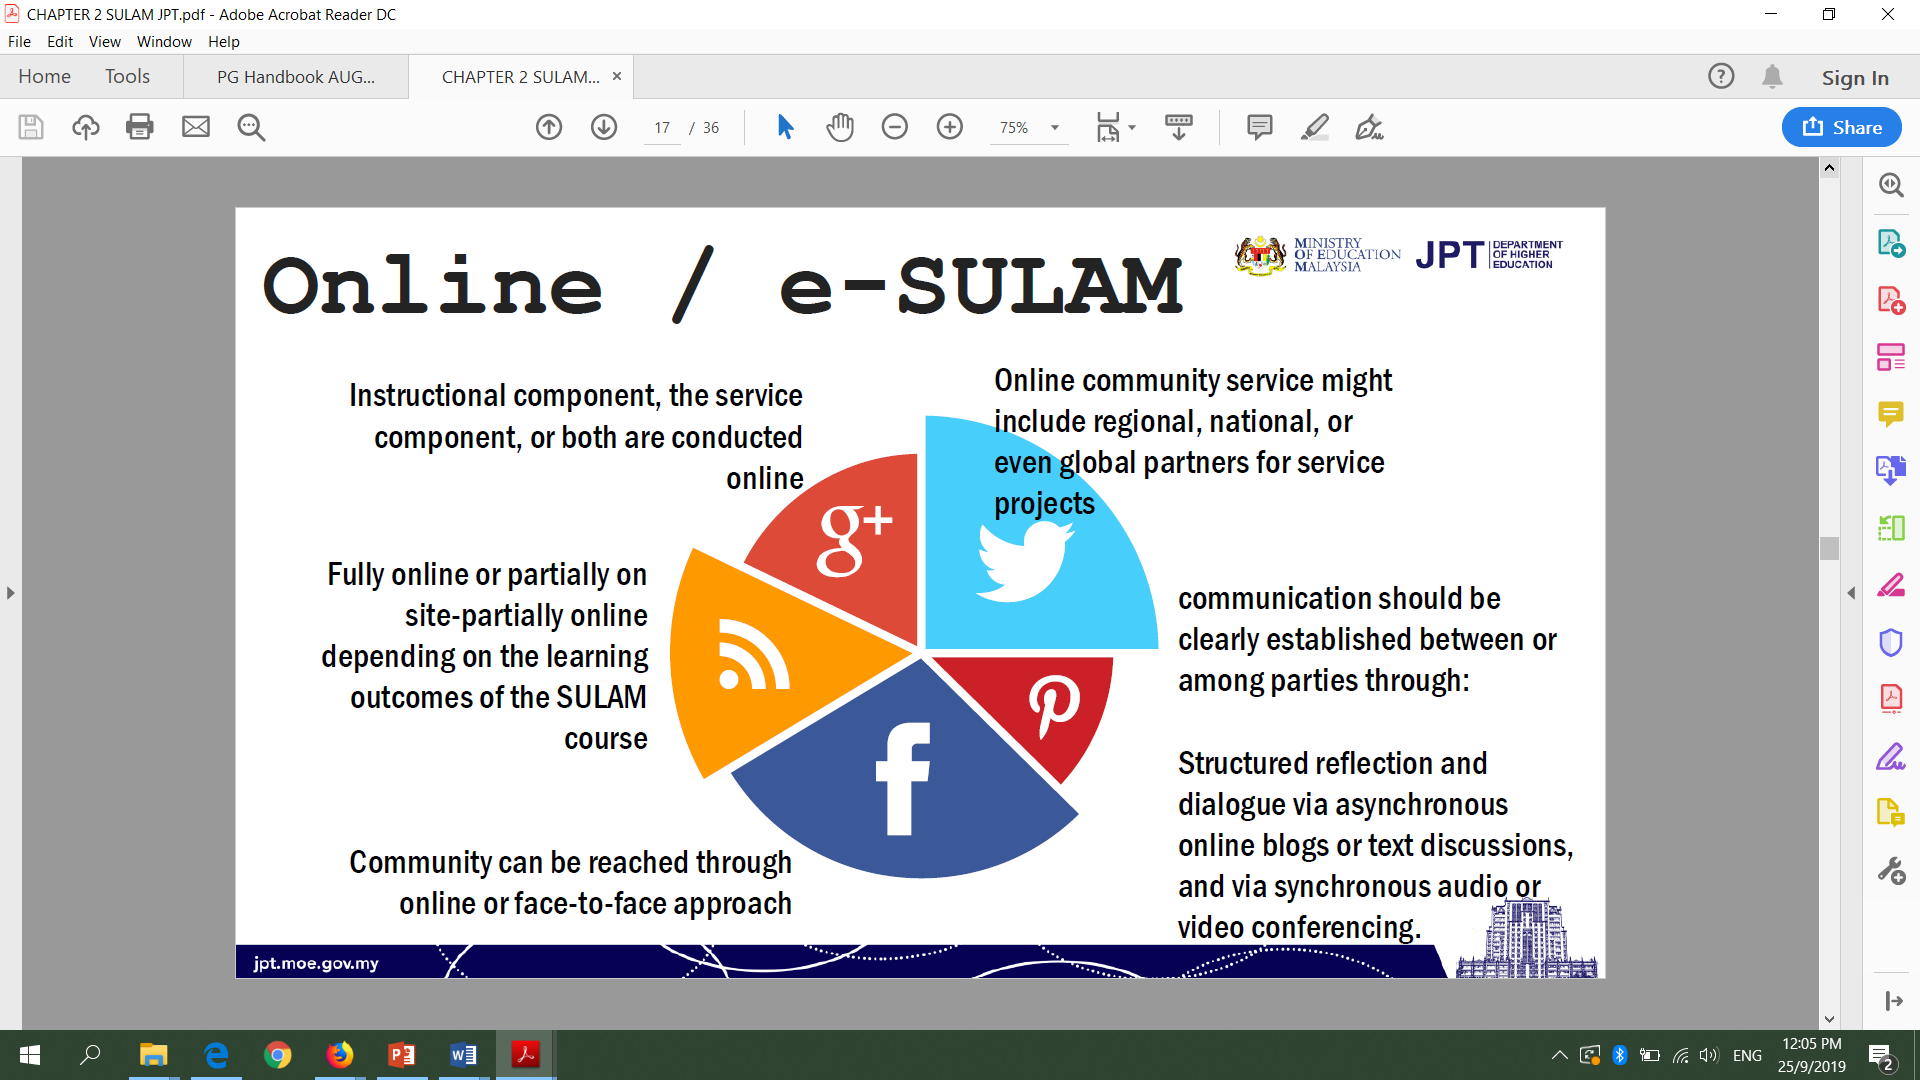 CHAPTER 2 SULAM JPT.pdf - Adobe Acrobat Reader DC
File Edit View Window Help
Home Tools PG Handbook AUG... CHAPTER 2 SULAM... ×
Sign In
17 / 36
75%
Share
Online / e-SULAM
MINISTRY
OF EDUCATION
MALAYSIA
JPT
DEPARTMENT
OF HIGHER
EDUCATION
Instructional component, the service
component, or both are conducted
online
Online community service might
include regional, national, or
even global partners for service
projects
g+
Fully online or partially on
site-partially online
depending on the learning
outcomes of the SULAM
course
communication should be
clearly established between or
among parties through:
f
Structured reflection and
dialogue via asynchronous
online blogs or text discussions,
and via synchronous audio or
video conferencing.
Community can be reached through
online or face-to-face approach
jpt.moe.gov.my
ENG
12:05 PM
25/9/2019
2